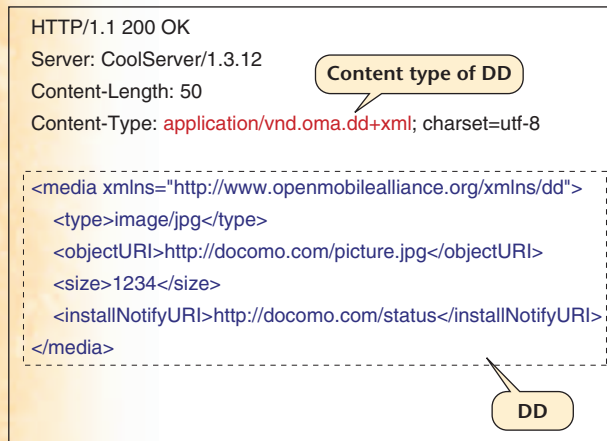 HTTP/1.1 200 OK
Server: CoolServer/1.3.12
Content type of DD
Content-Length: 50
Content-Type: application/vnd.oma.dd+xml; charset=utf-8
<media xmlns="http://www.openmobilealliance.org/xmlns/dd">
<type>image/jpg</type>
<objectURI>http://docomo.com/picture.jpg</objectURI>
<size>1234</size>
<installNotifyURI>http://docomo.com/status</installNotifyURI>
</media>
DD